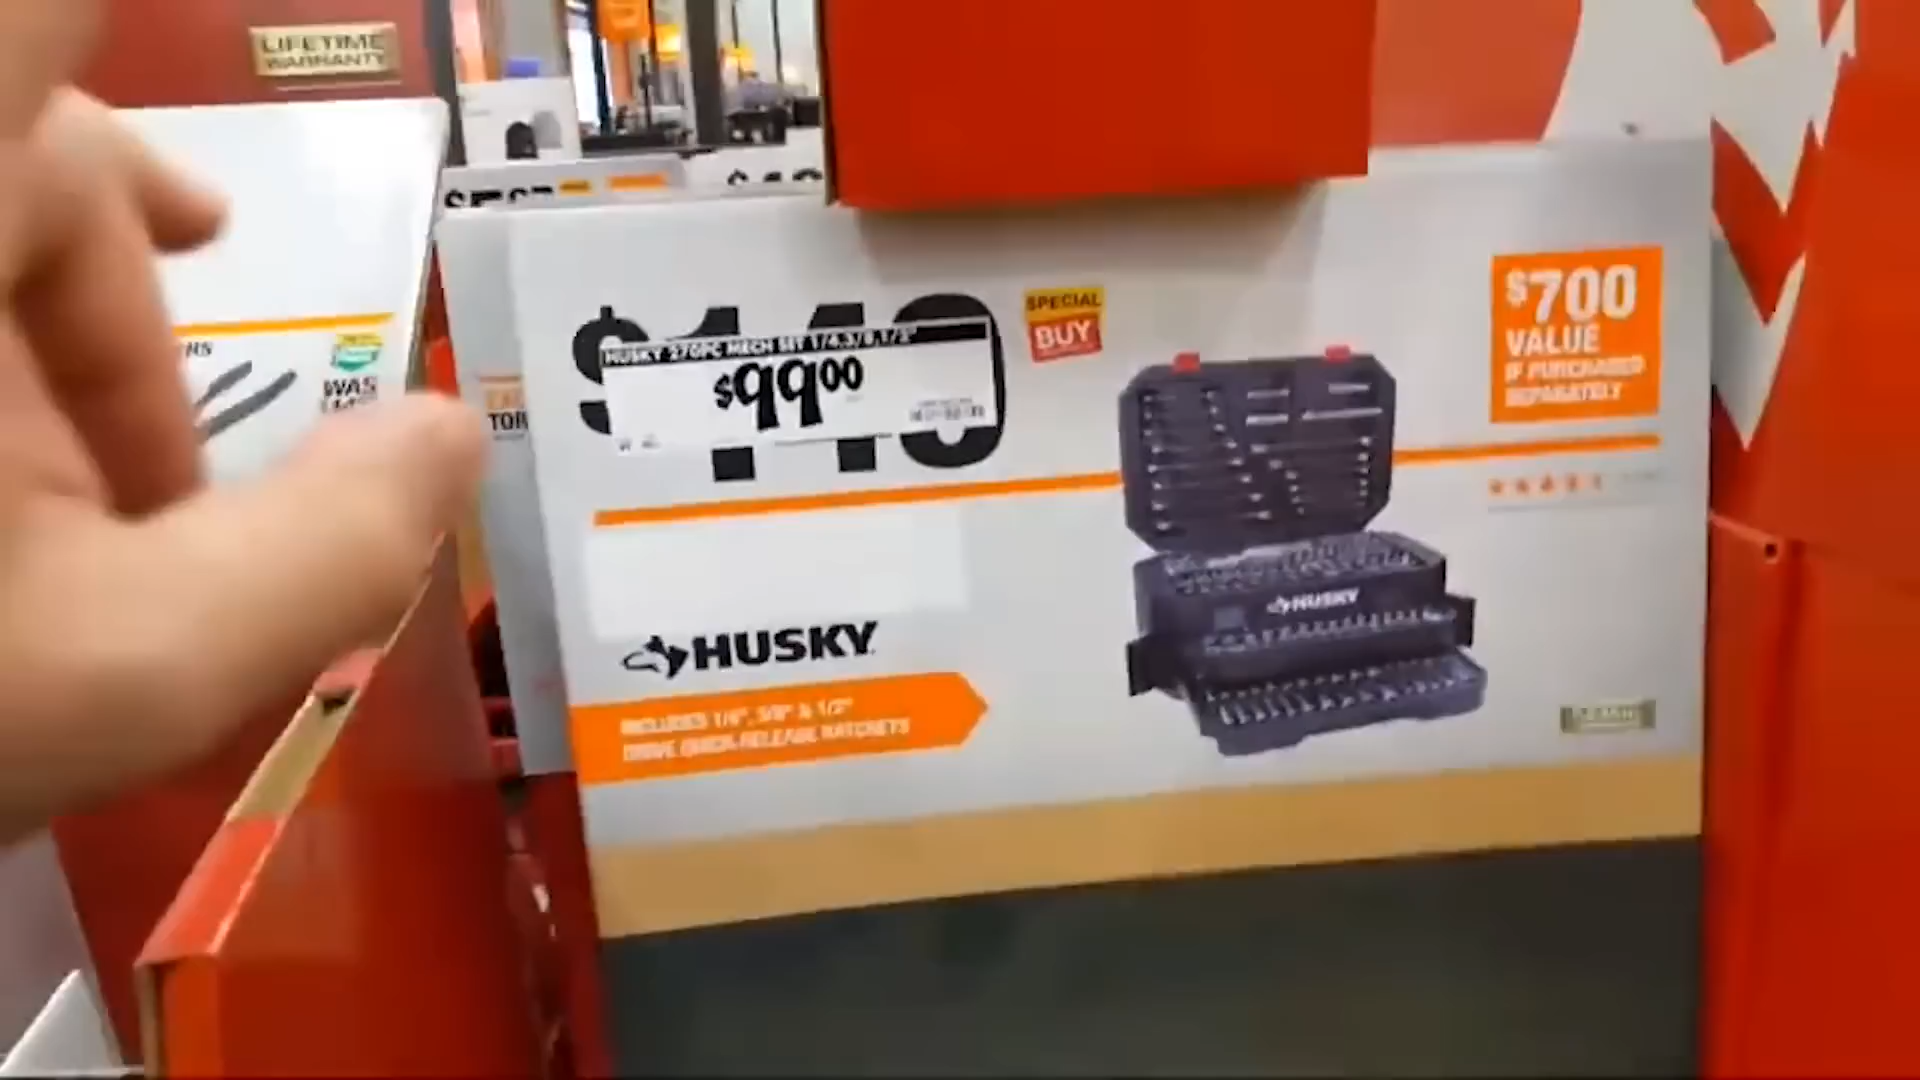 LIFETIME
WARRANTY
SPECIAL
BUY
$700
VALUE
IF PURCHASED
SEPARATELY
HUSKY 270PC MECH SET 1/4,3/8,1/2"
$99.00
WAS
TOR
HUSKY
HUSKY
INCLUDES 1/4", 3/8" & 1/2"
DRIVE QUICK-RELEASE RATCHETS